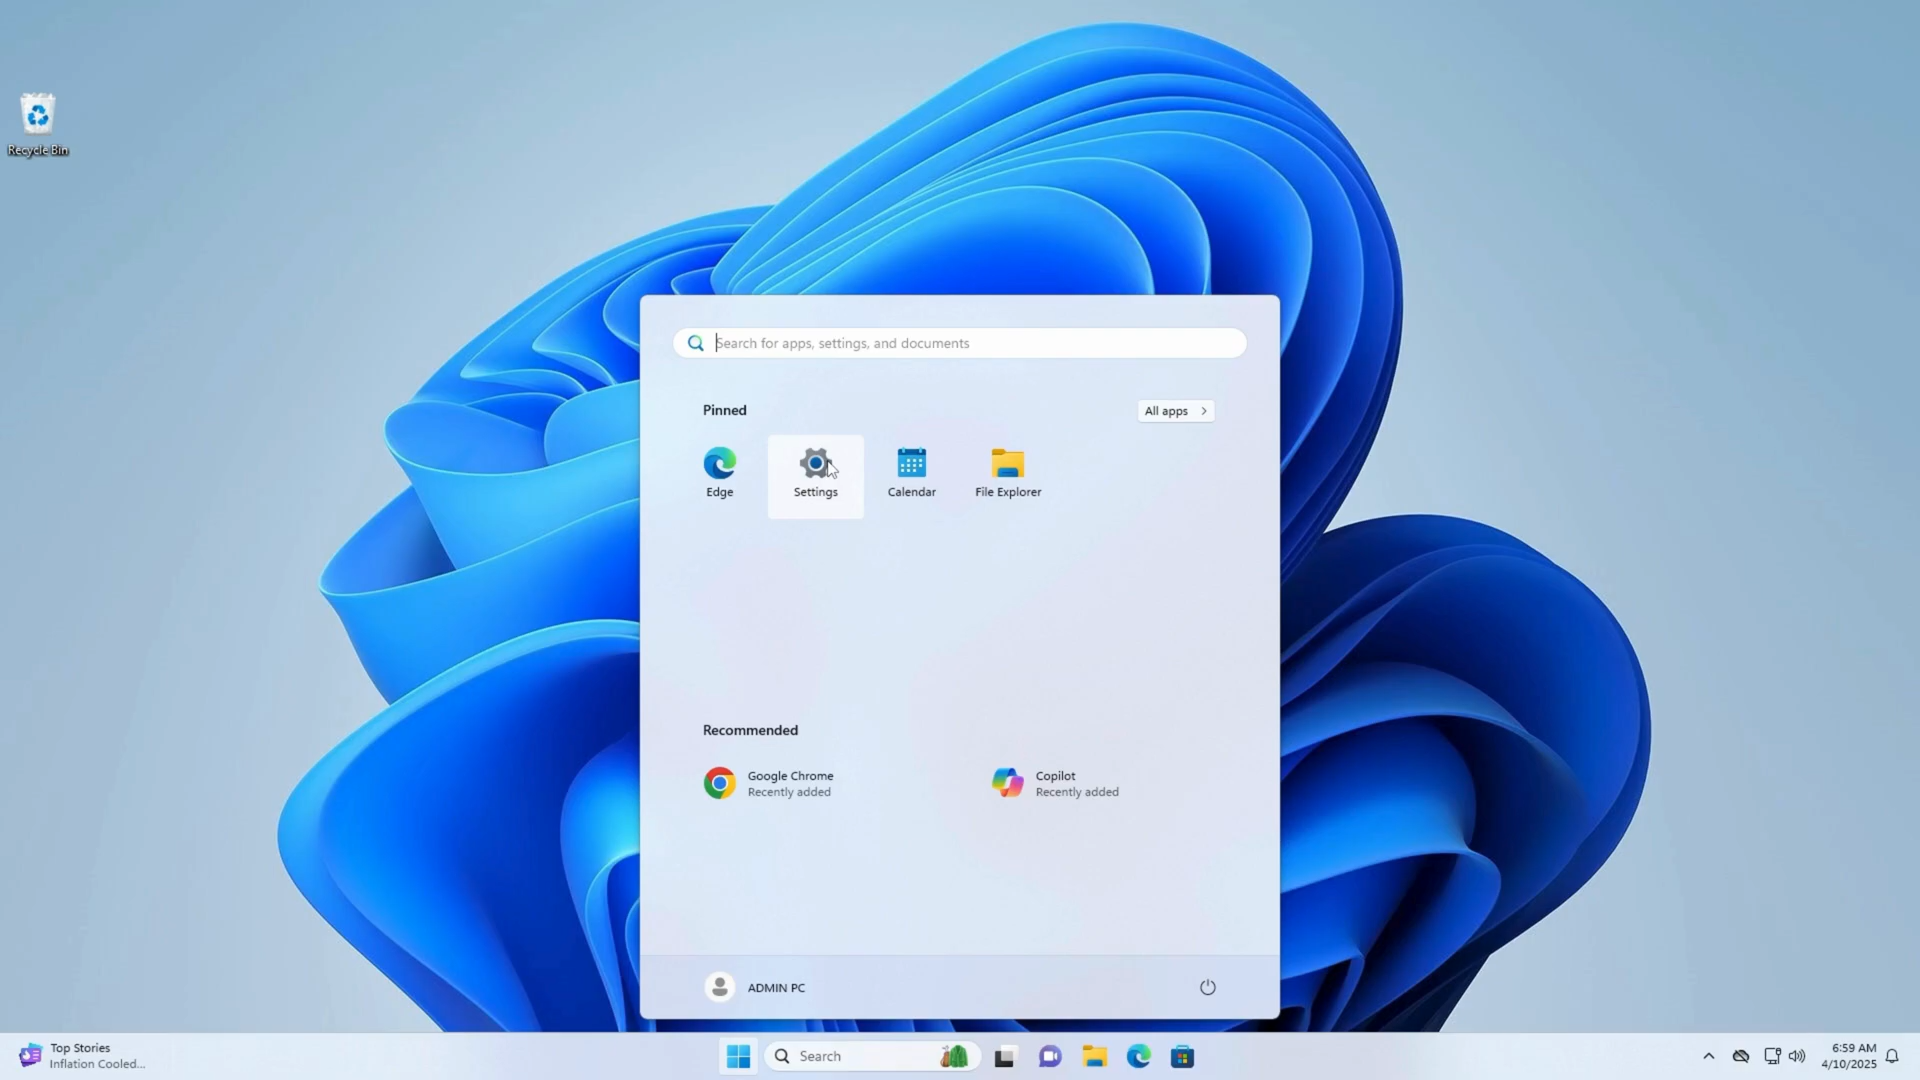 Recycle Bin
Search for apps, settings, and documents
Pinned
All apps
Edge
Settings
Calendar
File Explorer
Recommended
Google Chrome
Recently added
Copilot
Recently added
ADMIN PC
Top Stories
Inflation Cooled...
Search
6:59 AM
4/10/2025